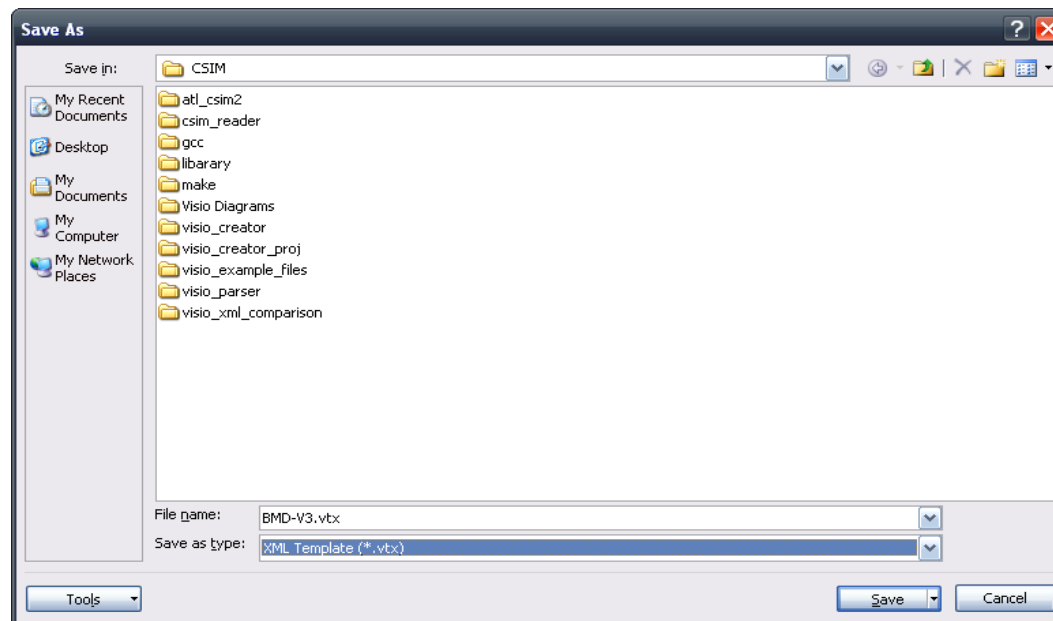 Save As
Save in:
CSIM
My Recent
Documents
Desktop
My
Documents
My
Computer
My Network
Places
atl_csim2
csim_reader
gcc
libarary
make
Visio Diagrams
visio_creator
visio_creator_proj
visio_example_files
visio_parser
visio_xml_comparison
File name:
BMD-V3.vtx
Save as type:
XML Template (*.vtx)
Tools
Save
Cancel